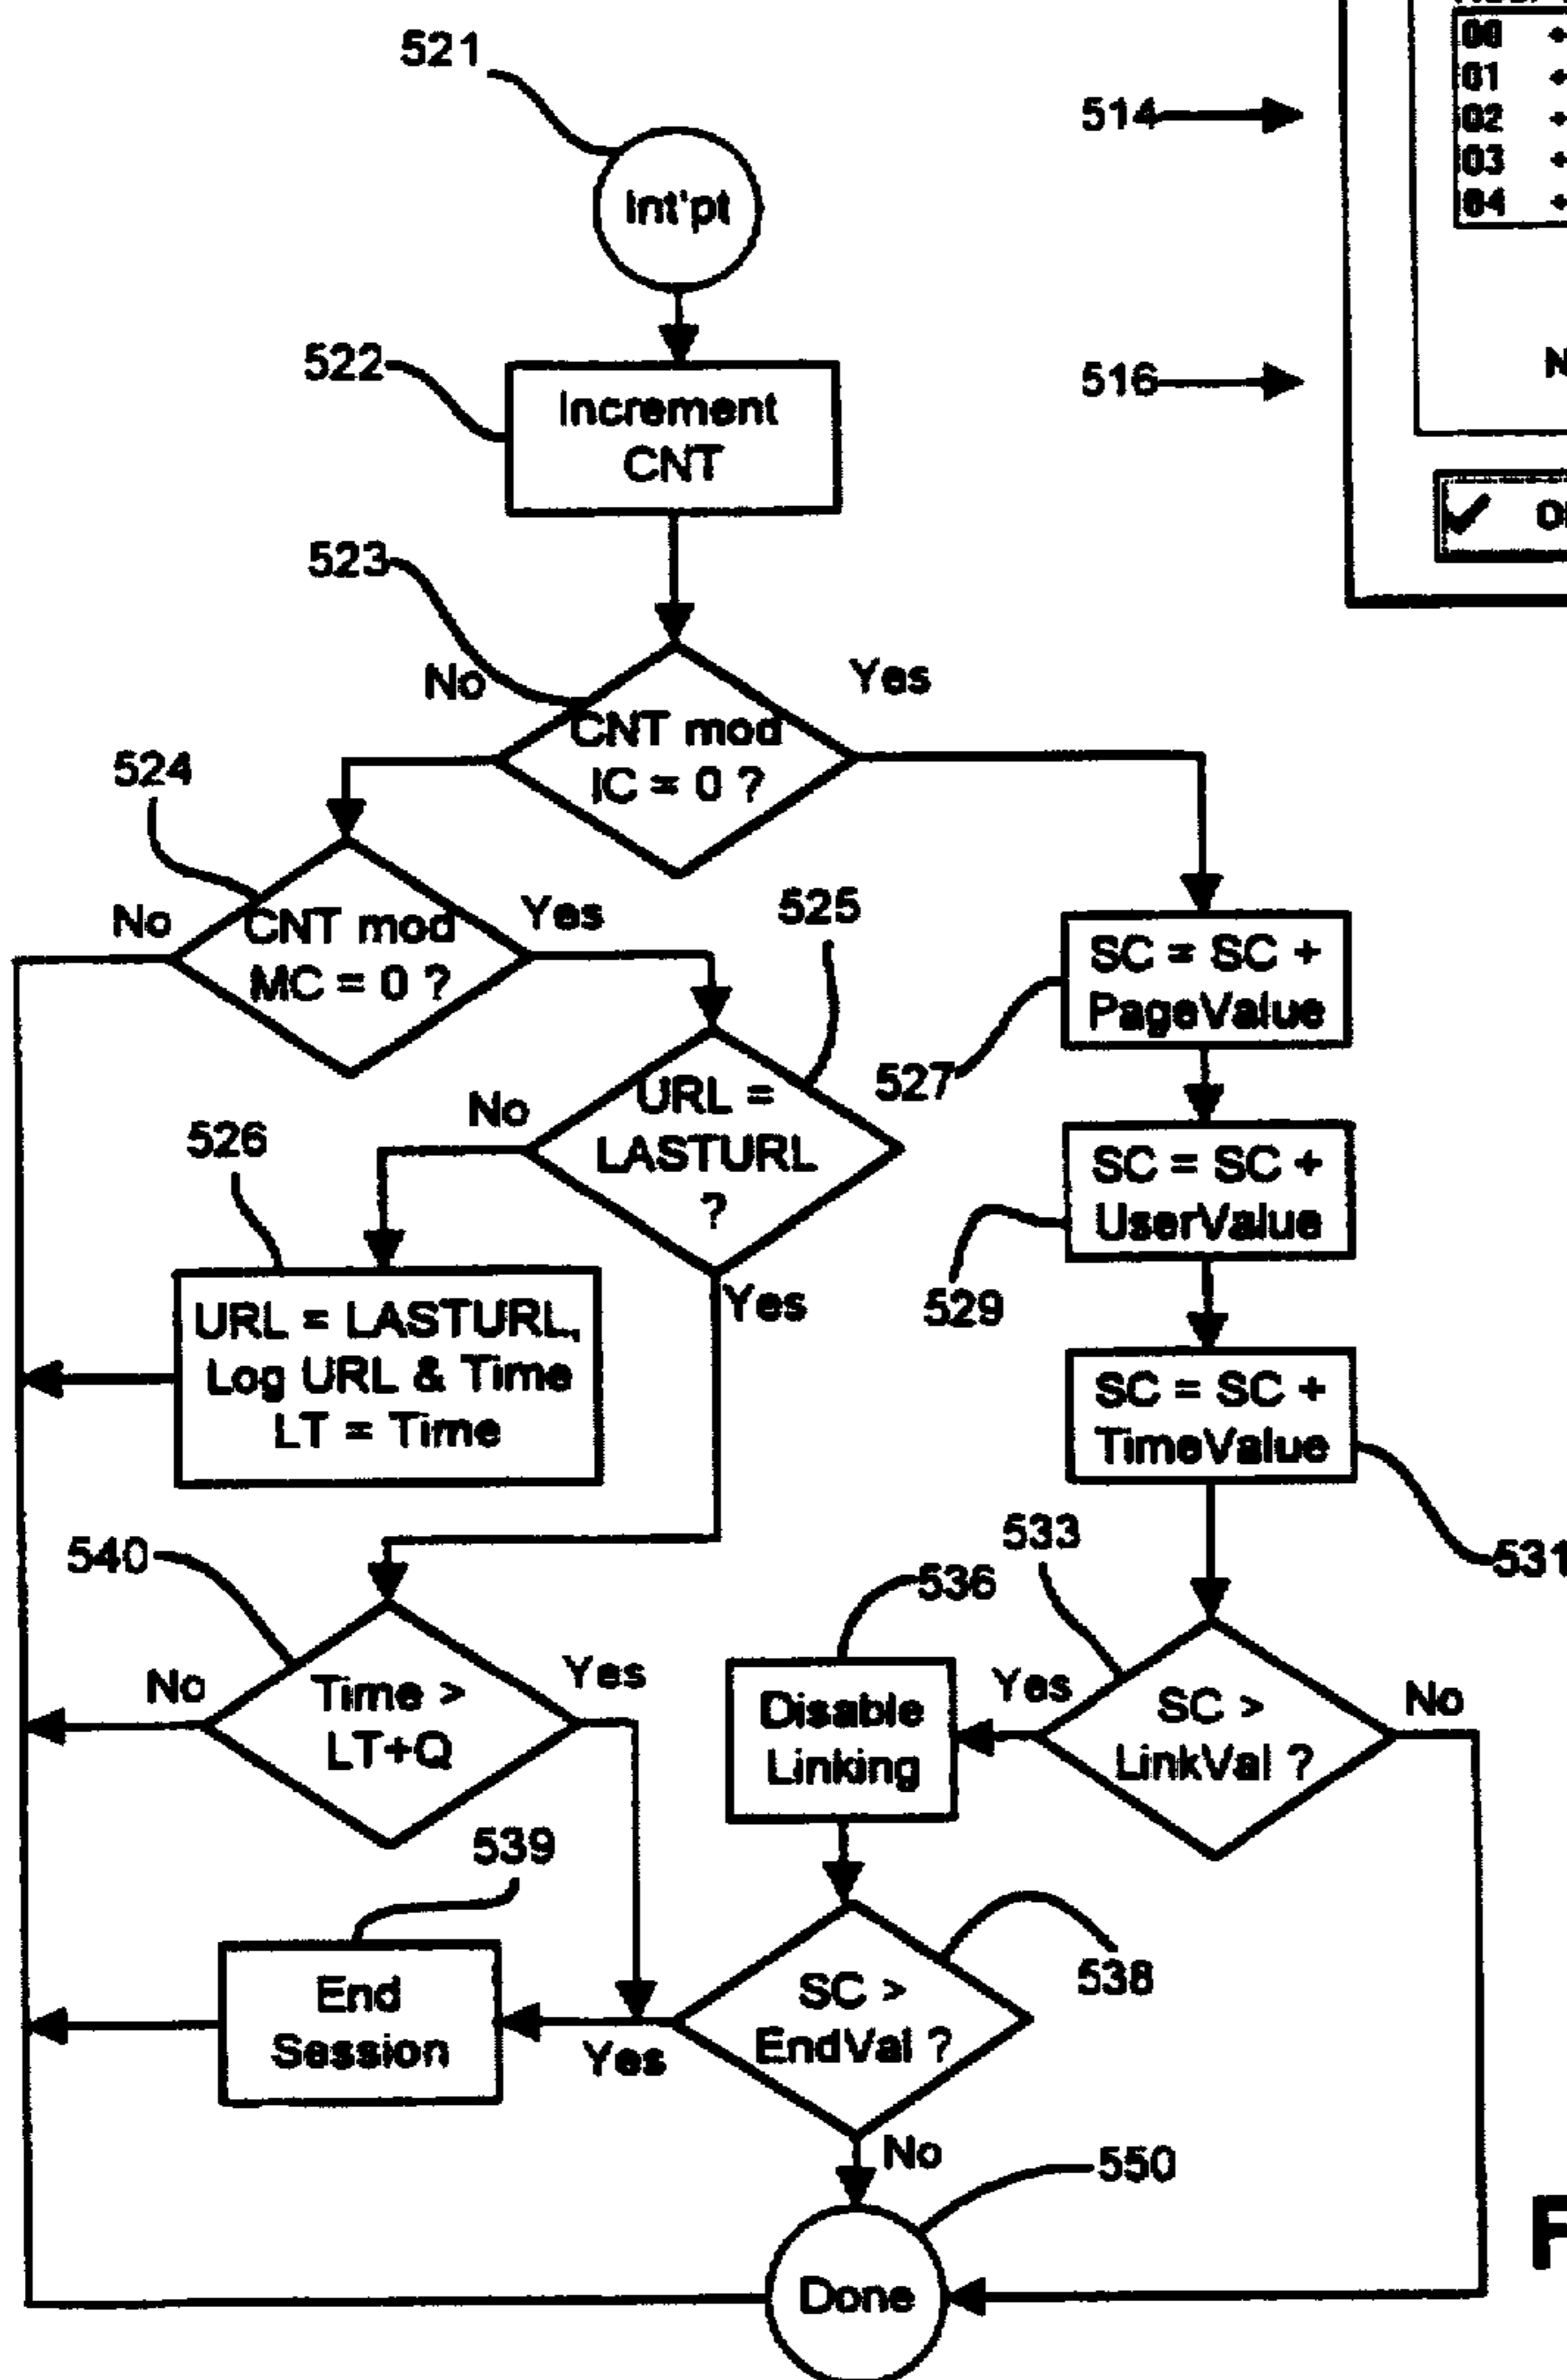 521
Int'pt
514
00
01
02
03
04
522
Increment
CNT
516
523
No
Yes
CNT mod
IC = 0 ?
524
No
Yes
CNT mod
MC = 0 ?
525
SC = SC +
PageValue
527
URL =
LASTURL
?
No
Yes
526
SC = SC +
UserValue
529
URL = LASTURL,
Log URL & Time
LT = Time
SC = SC +
TimeValue
531
540
533
536
No
Yes
Time >
LT+Q
Disable
Linking
Yes
No
SC >
LinkVal ?
539
538
End
Session
Yes
SC >
EndVal ?
No
550
Done